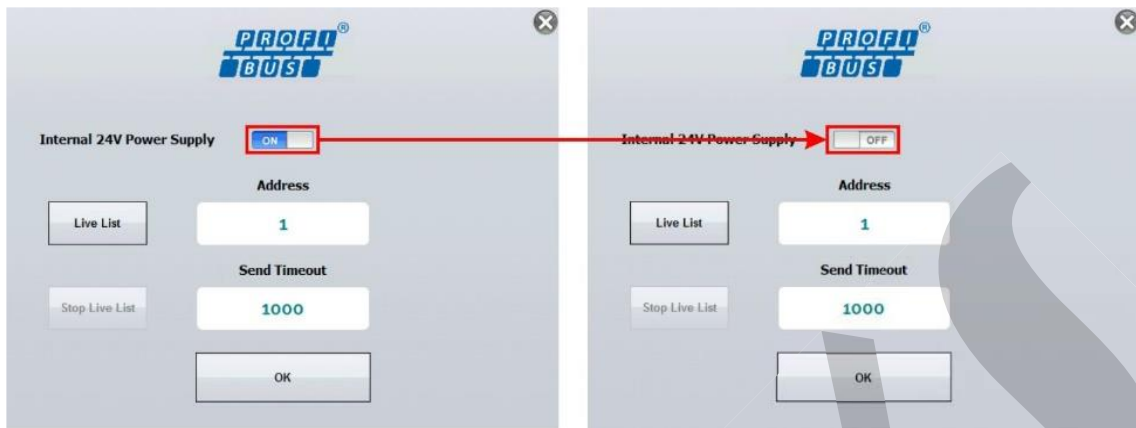 PROFI®
BUS
Internal 24V Power Supply
ON
Address
Live List
1
Send Timeout
Stop Live List
1000
OK
PROFI®
BUS
Internal 24V Power Supply
OFF
Address
Live List
1
Send Timeout
Stop Live List
1000
OK